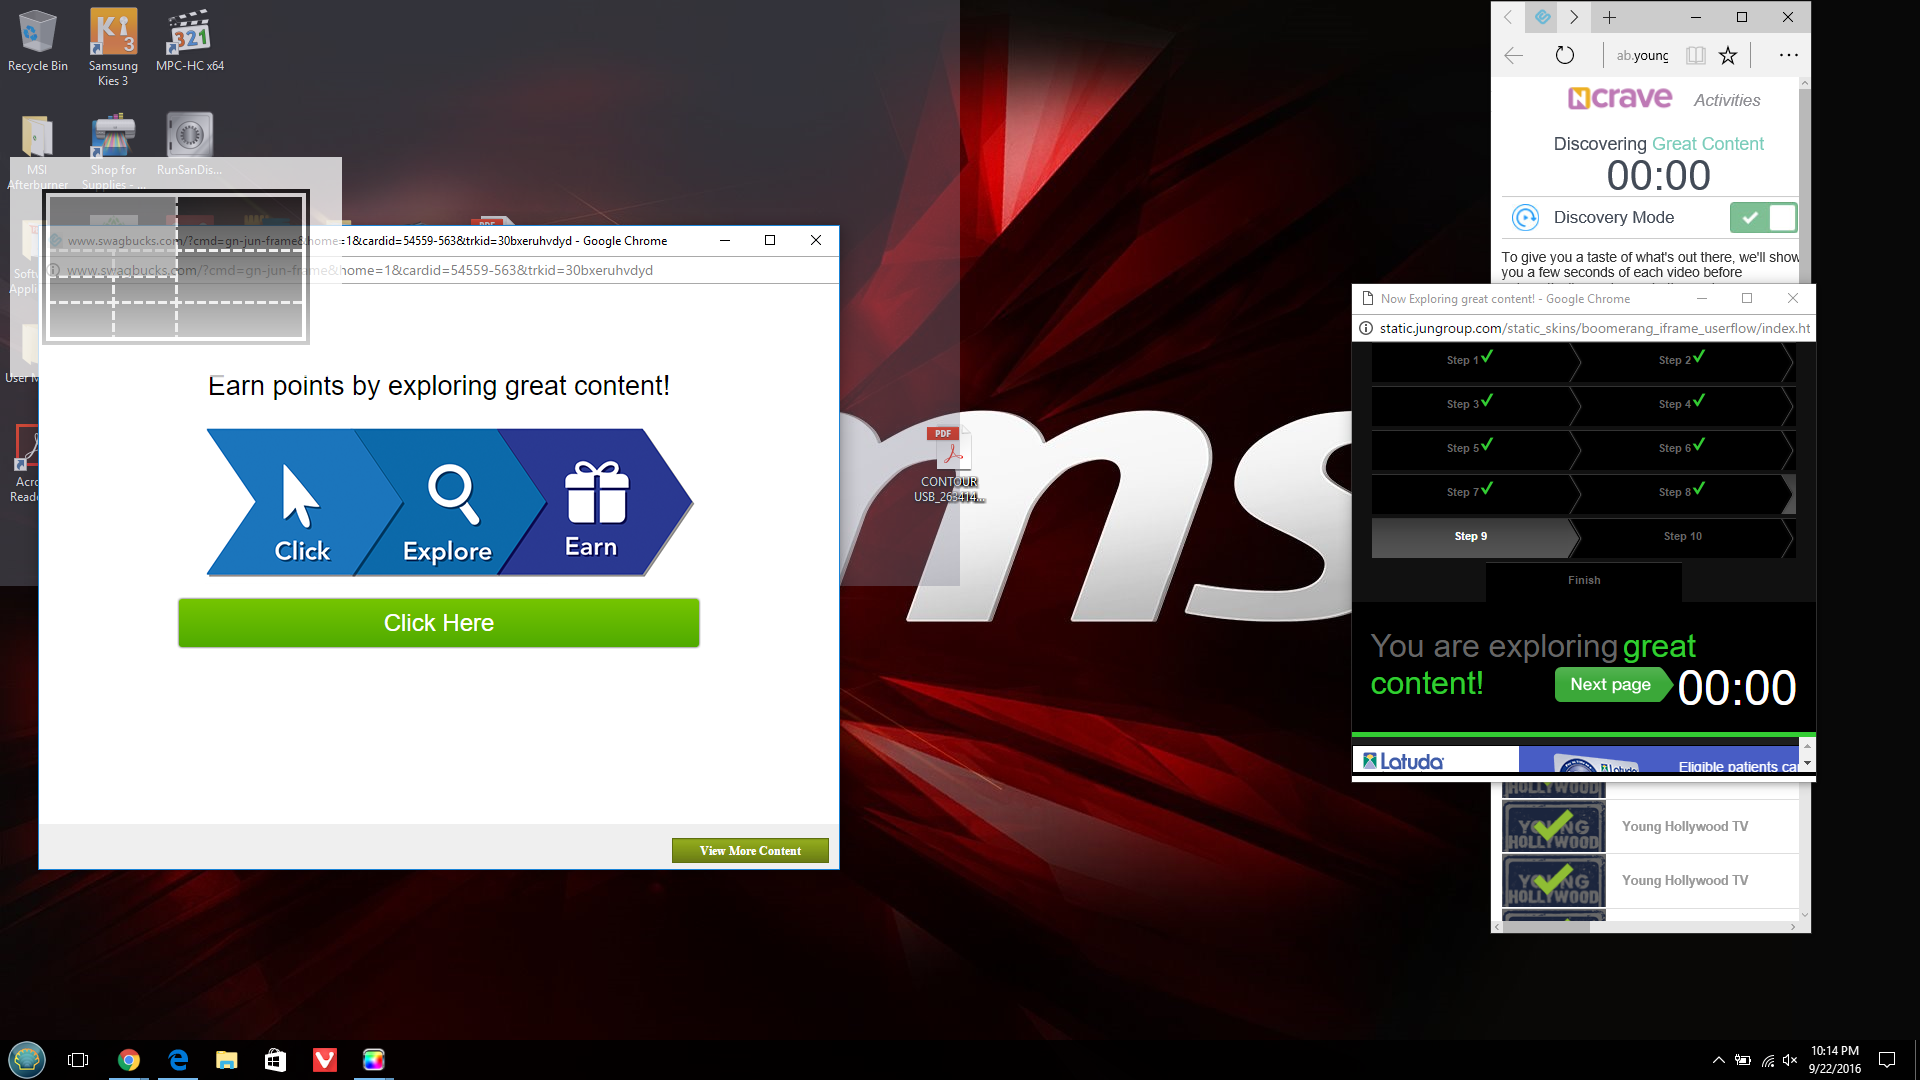 Recycle Bin
Samsung
Kies 3
MPC-HC x64
MSI
Afterburner
Shop for
Supplies - ...
RunSanDis...
www.swagbucks.com/?cmd=gn-jun-frame&home=1&cardid=54559-563&trkid=30bxeruhvdyd - Google Chrome
www.swagbucks.com/?cmd=gn-jun-frame&home=1&cardid=54559-563&trkid=30bxeruhvdyd
Earn points by exploring great content!
Click
Explore
Earn
Click Here
View More Content
PDF
CONTOUR
USB_263414...
ms
ab.young
Ncrave Activities
Discovering Great Content
00:00
Discovery Mode
To give you a taste of what's out there, we'll show
you a few seconds of each video before
Now Exploring great content! - Google Chrome
static.jungroup.com/static_skins/boomerang_iframe_userflow/index.ht
Step 1
Step 2
Step 3
Step 4
Step 5
Step 6
Step 7
Step 8
Step 9
Step 10
Finish
You are exploring great
content!
Next page
00:00
Latuda
Eligible patients ca
HOLLYWOOD
YOUNG
HOLLYWOOD
Young Hollywood TV
YOUNG
HOLLYWOOD
Young Hollywood TV
10:14 PM
9/22/2016